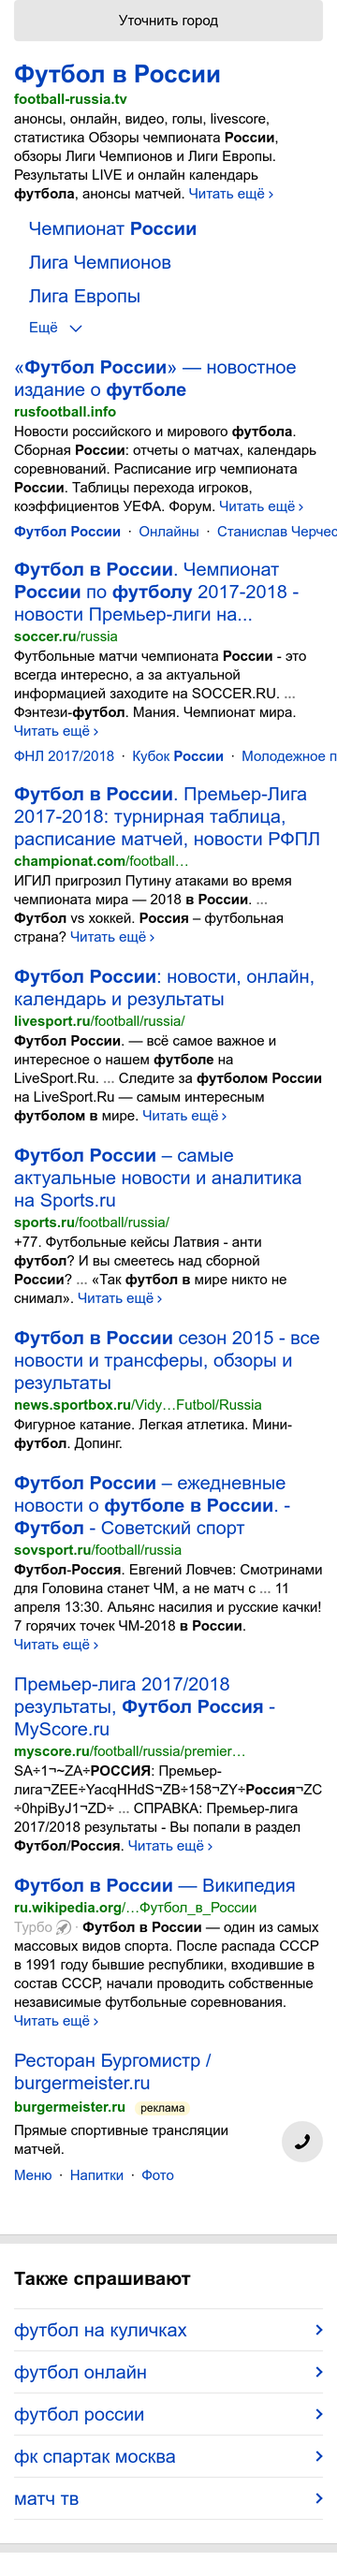 Уточнить город
Футбол в России
football-russia.tv
анонсы, онлайн, видео, голы, livescore,
статистика Обзоры чемпионата России,
обзоры Лиги Чемпионов и Лиги Европы.
Результаты LIVE и онлайн календарь
футбола, анонсы матчей. Читать ещё ›
Чемпионат России
Лига Чемпионов
Лига Европы
Ещё
«Футбол России» — новостное
издание о футболе
rusfootball.info
Новости российского и мирового футбола.
Сборная России: отчеты о матчах, календарь
соревнований. Расписание игр чемпионата
России. Таблицы перехода игроков,
коэффициентов УЕФА. Форум. Читать ещё ›
Футбол России · Онлайны · Станислав Черчес
Футбол в России. Чемпионат
России по футболу 2017-2018 -
новости Премьер-лиги на...
soccer.ru/russia
Футбольные матчи чемпионата России - это
всегда интересно, а за актуальной
информацией заходите на SOCCER.RU. ...
Фэнтези-футбол. Мания. Чемпионат мира.
Читать ещё ›
ФНЛ 2017/2018 · Кубок России · Молодежное п
Футбол в России. Премьер-Лига
2017-2018: турнирная таблица,
расписание матчей, новости РФПЛ
championat.com/football…
ИГИЛ пригрозил Путину атаками во время
чемпионата мира — 2018 в России. ...
Футбол vs хоккей. Россия – футбольная
страна? Читать ещё ›
Футбол России: новости, онлайн,
календарь и результаты
livesport.ru/football/russia/
Футбол России. — всё самое важное и
интересное о нашем футболе на
LiveSport.Ru. ... Следите за футболом России
на LiveSport.Ru — самым интересным
футболом в мире. Читать ещё ›
Футбол России – самые
актуальные новости и аналитика
на Sports.ru
sports.ru/football/russia/
+77. Футбольные кейсы Латвия - анти
футбол? И вы смеетесь над сборной
России? ... «Так футбол в мире никто не
снимал». Читать ещё ›
Футбол в России сезон 2015 - все
новости и трансферы, обзоры и
результаты
news.sportbox.ru/Vidy…Futbol/Russia
Фигурное катание. Легкая атлетика. Мини-
футбол. Допинг.
Футбол России – ежедневные
новости о футболе в России. -
Футбол - Советский спорт
sovsport.ru/football/russia
Футбол-Россия. Евгений Ловчев: Смотринами
для Головина станет ЧМ, а не матч с ... 11
апреля 13:30. Альянс насилия и русские качки!
7 горячих точек ЧМ-2018 в России.
Читать ещё ›
Премьер-лига 2017/2018
результаты, Футбол Россия -
MyScore.ru
myscore.ru/football/russia/premier…
SA÷1¬~ZA÷РОССИЯ: Премьер-
лига¬ZEE÷YacqHHdS¬ZB÷158¬ZY÷Россия¬ZC
÷0hpiByJ1¬ZD÷ ... СПРАВКА: Премьер-лига
2017/2018 результаты - Вы попали в раздел
Футбол/Россия. Читать ещё ›
Футбол в России — Википедия
ru.wikipedia.org/…Футбол_в_России
Турбо · Футбол в России — один из самых
массовых видов спорта. После распада СССР
в 1991 году бывшие республики, входившие в
состав СССР, начали проводить собственные
независимые футбольные соревнования.
Читать ещё ›
Ресторан Бургомистр /
burgermeister.ru
burgermeister.ru реклама
Прямые спортивные трансляции
матчей.
Меню · Напитки · Фото
Также спрашивают
футбол на куличках
футбол онлайн
футбол россии
фк спартак москва
матч тв